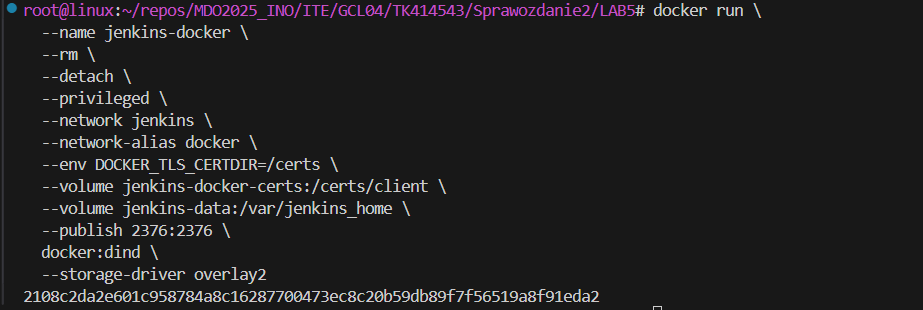 root@linux:~/repos/MDO2025_INO/ITE/GCL04/TK414543/Sprawozdanie2/LAB5# docker run \
--name jenkins-docker \
--rm \
--detach \
--privileged \
--network jenkins \
--network-alias docker \
--env DOCKER_TLS_CERTDIR=/certs \
--volume jenkins-docker-certs:/certs/client \
--volume jenkins-data:/var/jenkins_home \
--publish 2376:2376 \
docker:dind \
--storage-driver overlay2
2108c2da2e601c958784a8c16287700473ec8c20b59db89f7f56519a8f91eda2